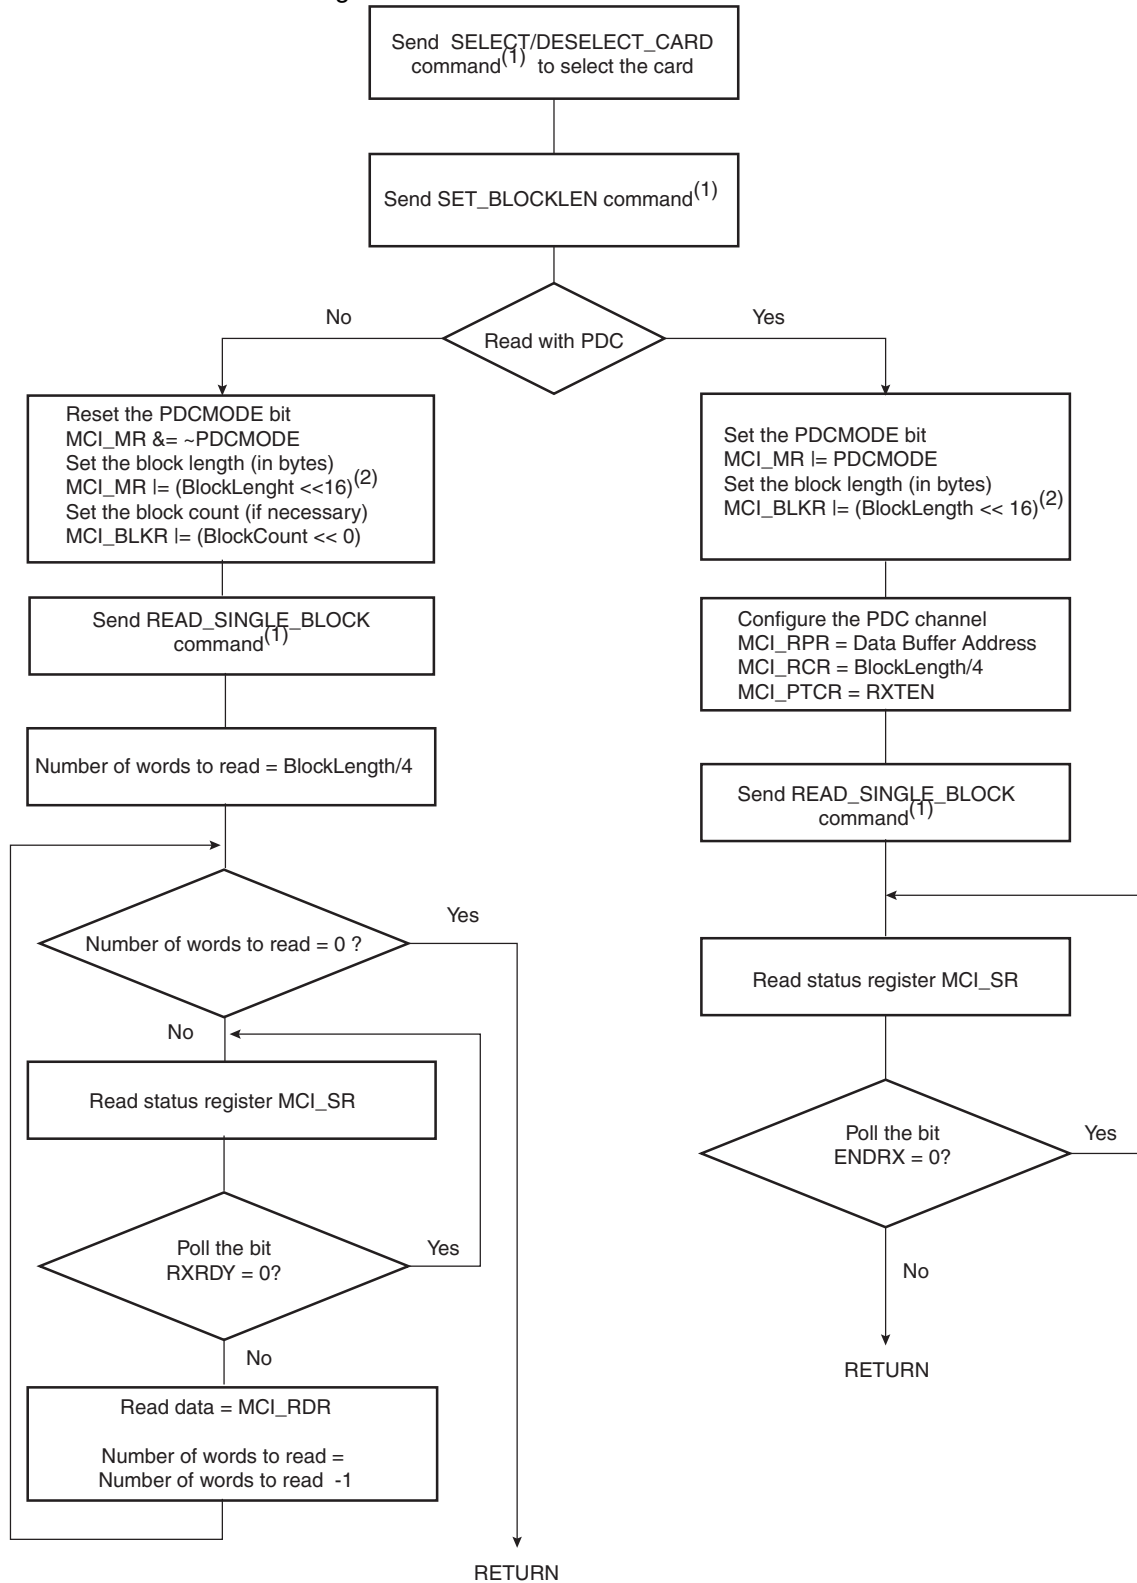 Send SELECT/DESELECT_CARD
command(1) to select the card
Send SET_BLOCKLEN command(1)
Read with PDC
No
Yes
Reset the PDCMODE bit
MCI_MR &= ~PDCMODE
Set the block length (in bytes)
MCI_MR |= (BlockLenght <<16)(2)
Set the block count (if necessary)
MCI_BLKR |= (BlockCount << 0)
Send READ_SINGLE_BLOCK
command(1)
Number of words to read = BlockLength/4
Number of words to read = 0 ?
Yes
No
Read status register MCI_SR
Poll the bit
RXRDY = 0?
Yes
No
Read data = MCI_RDR
Number of words to read =
Number of words to read -1
RETURN
Set the PDCMODE bit
MCI_MR |= PDCMODE
Set the block length (in bytes)
MCI_BLKR |= (BlockLength << 16)(2)
Configure the PDC channel
MCI_RPR = Data Buffer Address
MCI_RCR = BlockLength/4
MCI_PTCR = RXTEN
Send READ_SINGLE_BLOCK
command(1)
Read status register MCI_SR
Poll the bit
ENDRX = 0?
Yes
No
RETURN